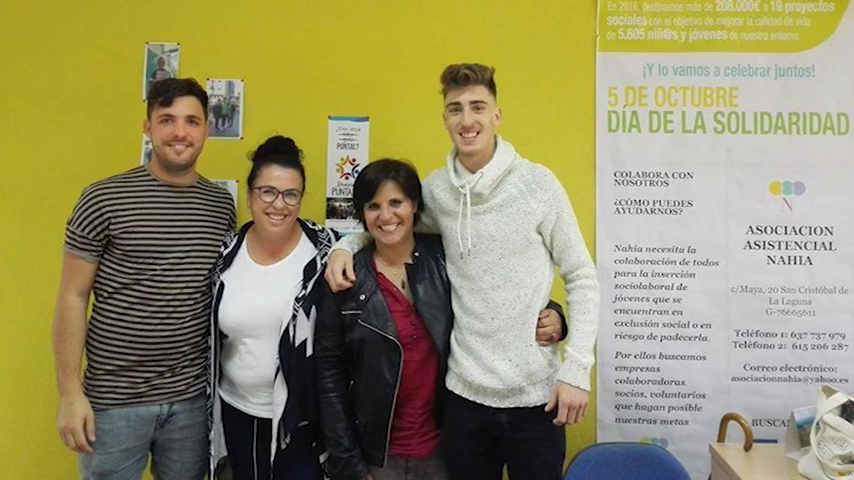 ¿Cómo sería
PUNTAL?
PUNTAL
En 2016, destinamos más de 208.000€ a 19 proyectos
sociales con el objetivo de mejorar la calidad de vida
de 5.605 niñ@s y jóvenes de nuestro entorno.
¡Y lo vamos a celebrar juntos!
5 DE OCTUBRE
DÍA DE LA SOLIDARIDAD
COLABORA CON
NOSOTROS
¿CÓMO PUEDES
AYUDARNOS?
Nahia necesita la
colaboración de todos
para la inserción
sociolaboral de
jóvenes que se
encuentran en
exclusión social o en
riesgo de padecerla.
Por ellos buscamos
empresas
colaboradoras
socios, voluntarios
que hagan posible
nuestras metas
N
ASOCIACIÓN
ASISTENCIAL
NAHIA
c/Maya, 20 San Cristóbal de
La Laguna
G-76665611
Teléfono 1: 637 737 979
Teléfono 2: 615 206 287
Correo electrónico:
asociacionnahia@yahoo.es